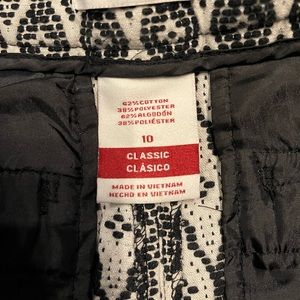 62%COTTON
38%POLYESTER
62%ALGODÓN
38%POLIÉSTER
10
CLASSIC
CLÁSICO
MADE IN VIETNAM
HECHO EN VIETNAM